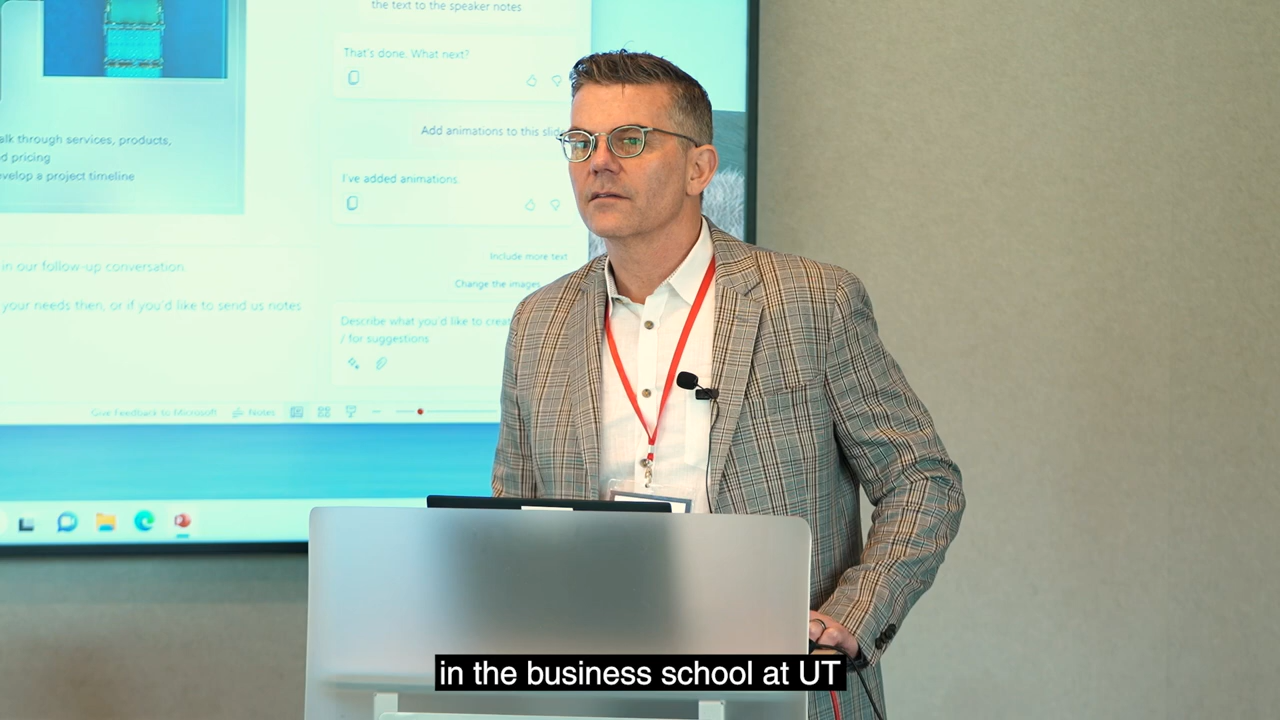 the text to the speaker notes
That's done. What next?
Add animations to this slid
I've added animations.
alk through services, products,
d pricing
evelop a project timeline
in our follow-up conversation.
your needs then, or if you'd like to send us notes
Include more text
Change the images
Describe what you'd like to creat
/ for suggestions
Give Feedback to Microsoft
Notes
in the business school at UT